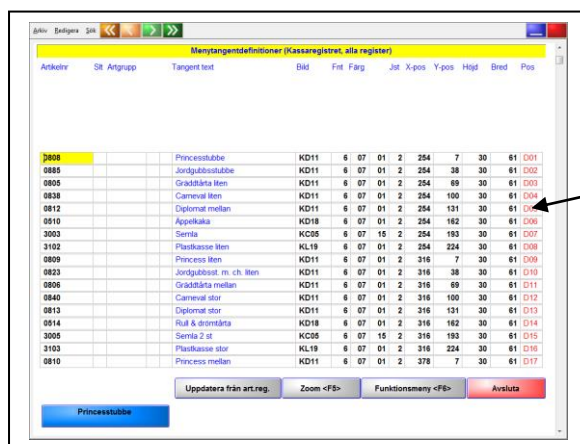 Arkiv Redigera Sök
Menytangentdefinitioner (Kassaregistret, alla register)
Artikelnr Slt Artgrupp Tangent text Bild Fnt Färg Jst X-pos Y-pos Höjd Bred Pos
0808 Princesstubbe KD11 6 07 01 2 254 7 30 61 D01
0885 Jordgubbsstubbe KD11 6 07 01 2 254 38 30 61 D02
0805 Gräddtårta liten KD11 6 07 01 2 254 69 30 61 D03
0838 Carneval liten KD11 6 07 01 2 254 100 30 61 D04
0812 Diplomat mellan KD11 6 07 01 2 254 131 30 61 D05
0510 Äppelkaka KD18 6 07 01 2 254 162 30 61 D06
3003 Semla KC05 6 07 15 2 254 193 30 61 D07
3102 Plastkasse liten KL19 6 07 01 2 254 224 30 61 D08
0809 Princess liten KD11 6 07 01 2 316 7 30 61 D09
0823 Jordgubbsst. m. ch. liten KD11 6 07 01 2 316 38 30 61 D10
0806 Gräddtårta mellan KD11 6 07 01 2 316 69 30 61 D11
0840 Carneval stor KD11 6 07 01 2 316 100 30 61 D12
0813 Diplomat stor KD11 6 07 01 2 316 131 30 61 D13
0514 Rull & drömtårta KD18 6 07 01 2 316 162 30 61 D14
3005 Semla 2 st KC05 6 07 15 2 316 193 30 61 D15
3103 Plastkasse stor KL19 6 07 01 2 316 224 30 61 D16
0810 Princess mellan KD11 6 07 01 2 378 7 30 61 D17
Uppdatera från art.reg. Zoom <F5> Funktionsmeny <F6> Avsluta
Princesstubbe